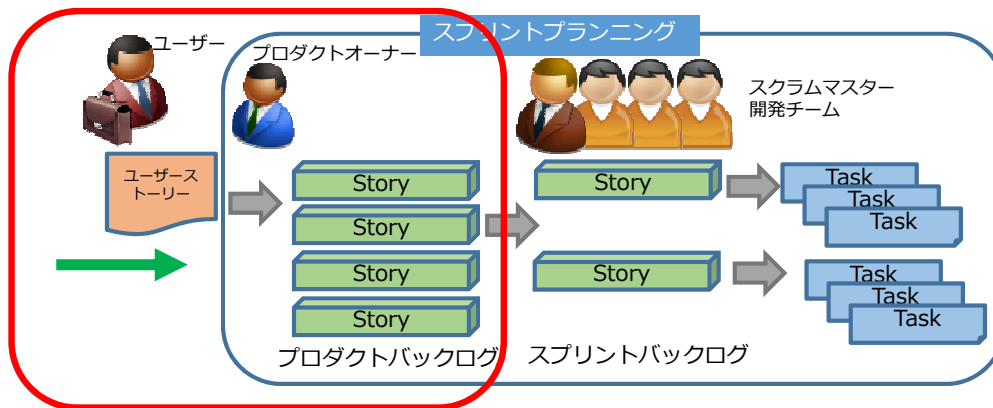 スプリントプランニング
ユーザー
プロダクトオーナー
スクラムマスター
開発チーム
ユーザース
トーリー
Story
Story
Story
Story
プロダクトバックログ
Story
Story
スプリントバックログ
Task
Task
Task
Task
Task
Task